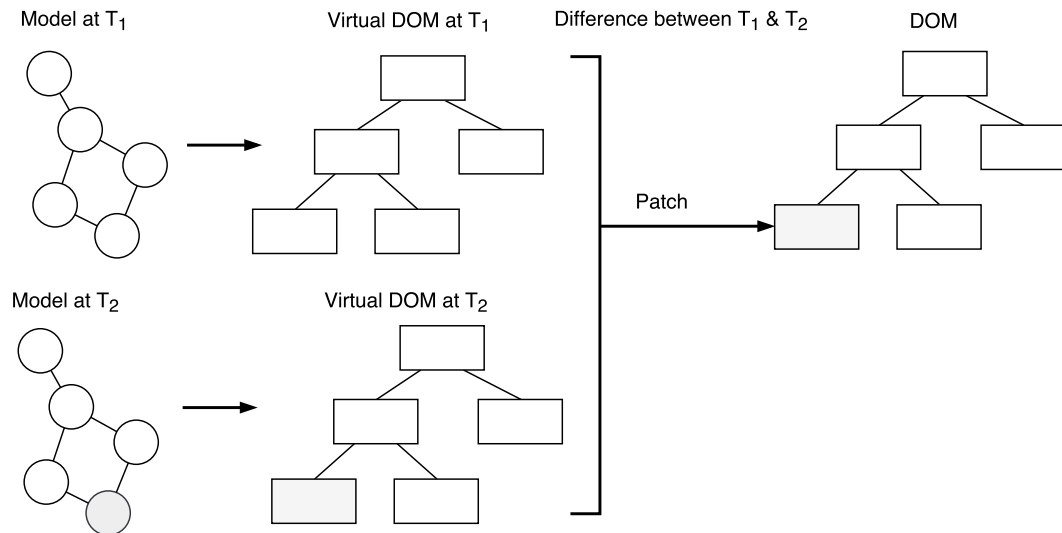 Model at T1
Virtual DOM at T1
Difference between T1 & T2
DOM
Patch
Model at T2
Virtual DOM at T2